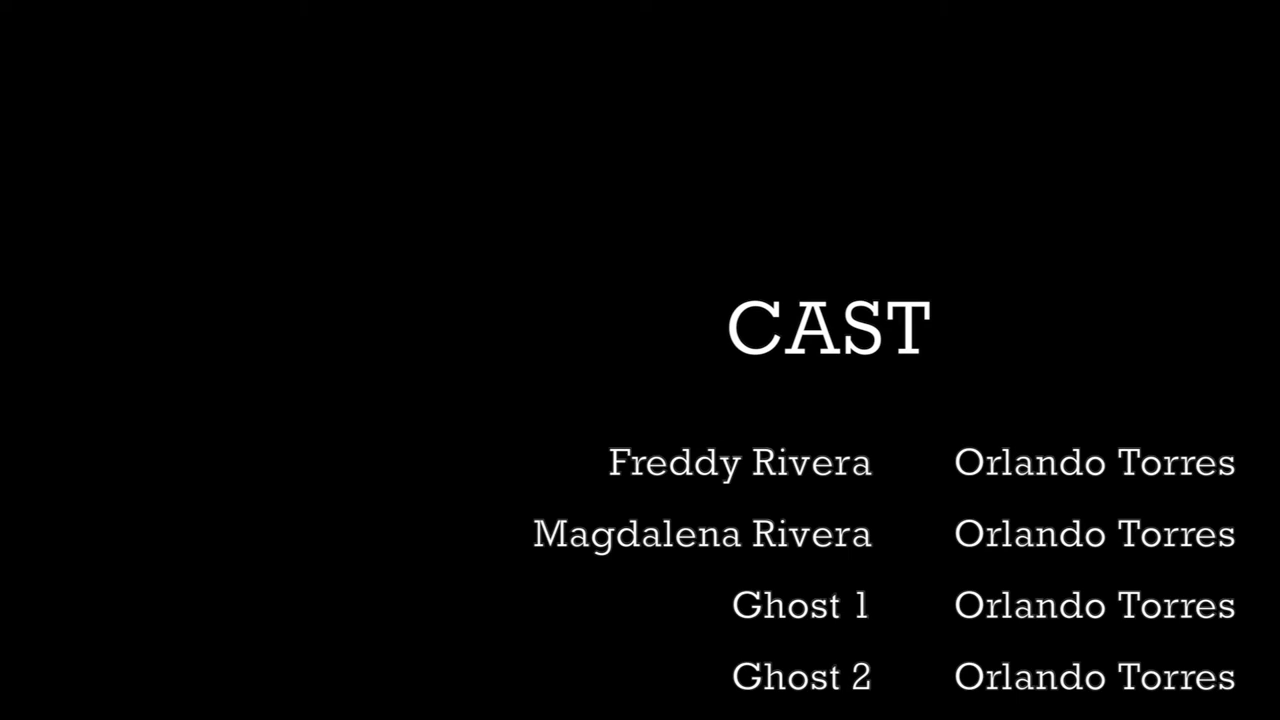 CAST
Freddy Rivera Orlando Torres
Magdalena Rivera Orlando Torres
Ghost 1 Orlando Torres
Ghost 2 Orlando Torres